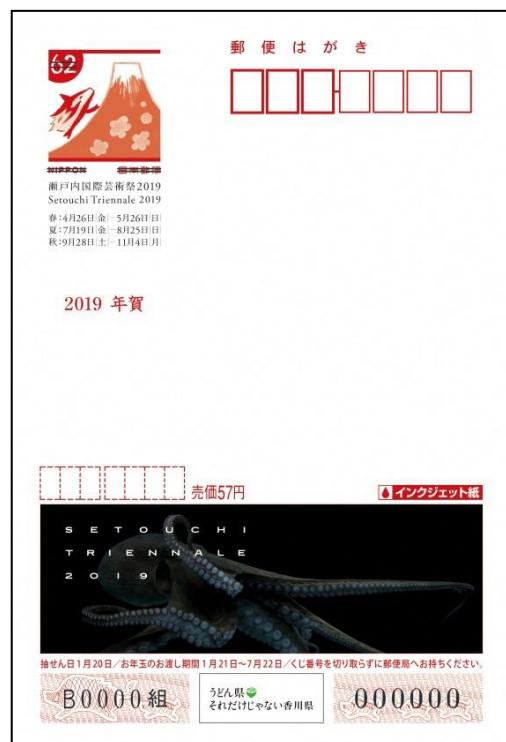 郵便はがき
62
NIPPON 日本郵便
瀬戸内国際芸術祭2019
Setouchi Triennale 2019
春:4月26日|金|−5月26日|日|
夏:7月19日|金|−8月25日|日|
秋:9月28日|土|−11月4日|月|
2019 年賀
売価57円
インクジェット紙
SETOUCHI
TRIENNALE
2019
抽せん日1月20日/お年玉のお渡し期間1月21日~7月22日/くじ番号を切り取らずに郵便局へお持ちください。
B0000組
うどん県
それだけじゃない香川県
000000